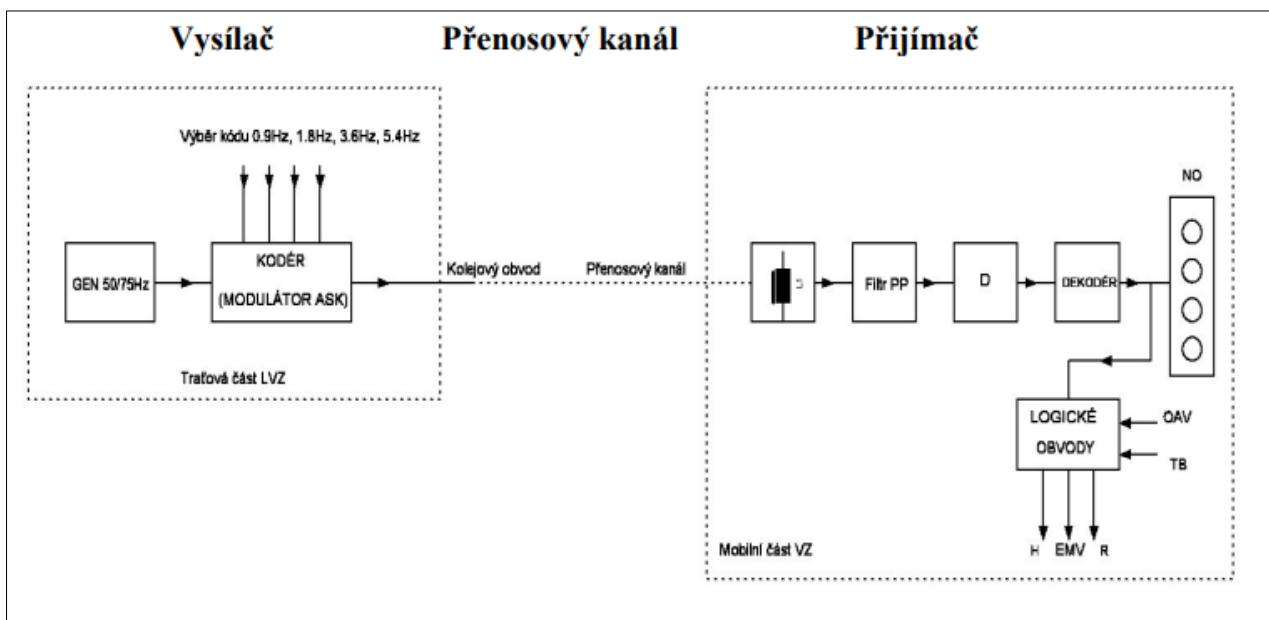 Vysílač
Přenosový kanál
Přijímač
Výběr kódu 0.9Hz, 1.8Hz, 3.6Hz, 5.4Hz
GEN 50/75Hz
KODÉR
(MODULÁTOR ASK)
Traťová část LVZ
Kolejový obvod
Přenosový kanál
Filtr PP
D
DEKODÉR
NO
LOGICKÉ
OBVODY
OAV
TB
H
EMV
R
Mobilní část VZ